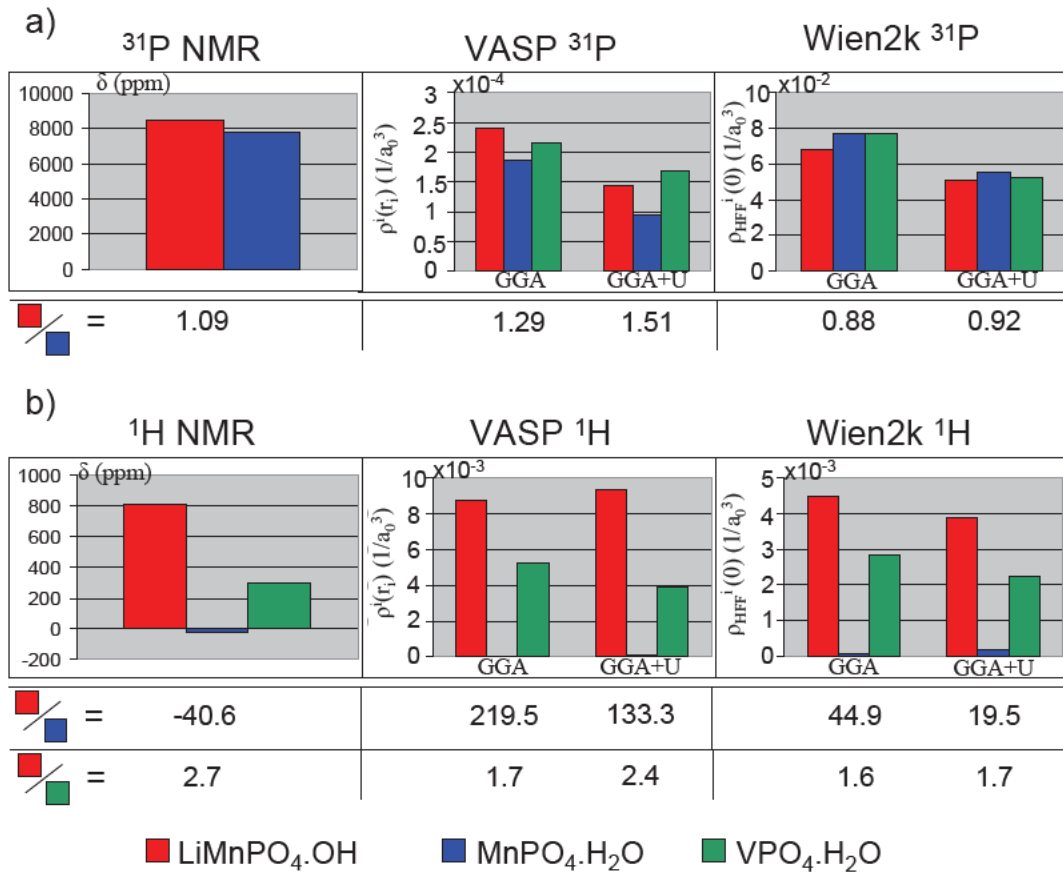 a)
³¹P NMR VASP ³¹P Wien2k ³¹P
δ (ppm) x10⁻⁴ x10⁻²
10000
8000
6000
4000
2000
0
ρⁱ(rᵢ) (1/a₀³)
3
2.5
2
1.5
1
0.5
0
GGA GGA+U
ρHFFⁱ(0) (1/a₀³)
10
8
6
4
2
0
GGA GGA+U
= 1.09 1.29 1.51 0.88 0.92
b)
¹H NMR VASP ¹H Wien2k ¹H
δ (ppm) x10⁻³ x10⁻³
1000
800
600
400
200
0
-200
ρⁱ(rᵢ) (1/a₀³)
10
8
6
4
2
0
GGA GGA+U
ρHFFⁱ(0) (1/a₀³)
5
4
3
2
1
0
GGA GGA+U
= -40.6 219.5 133.3 44.9 19.5
= 2.7 1.7 2.4 1.6 1.7
LiMnPO₄.OH MnPO₄.H₂O VPO₄.H₂O